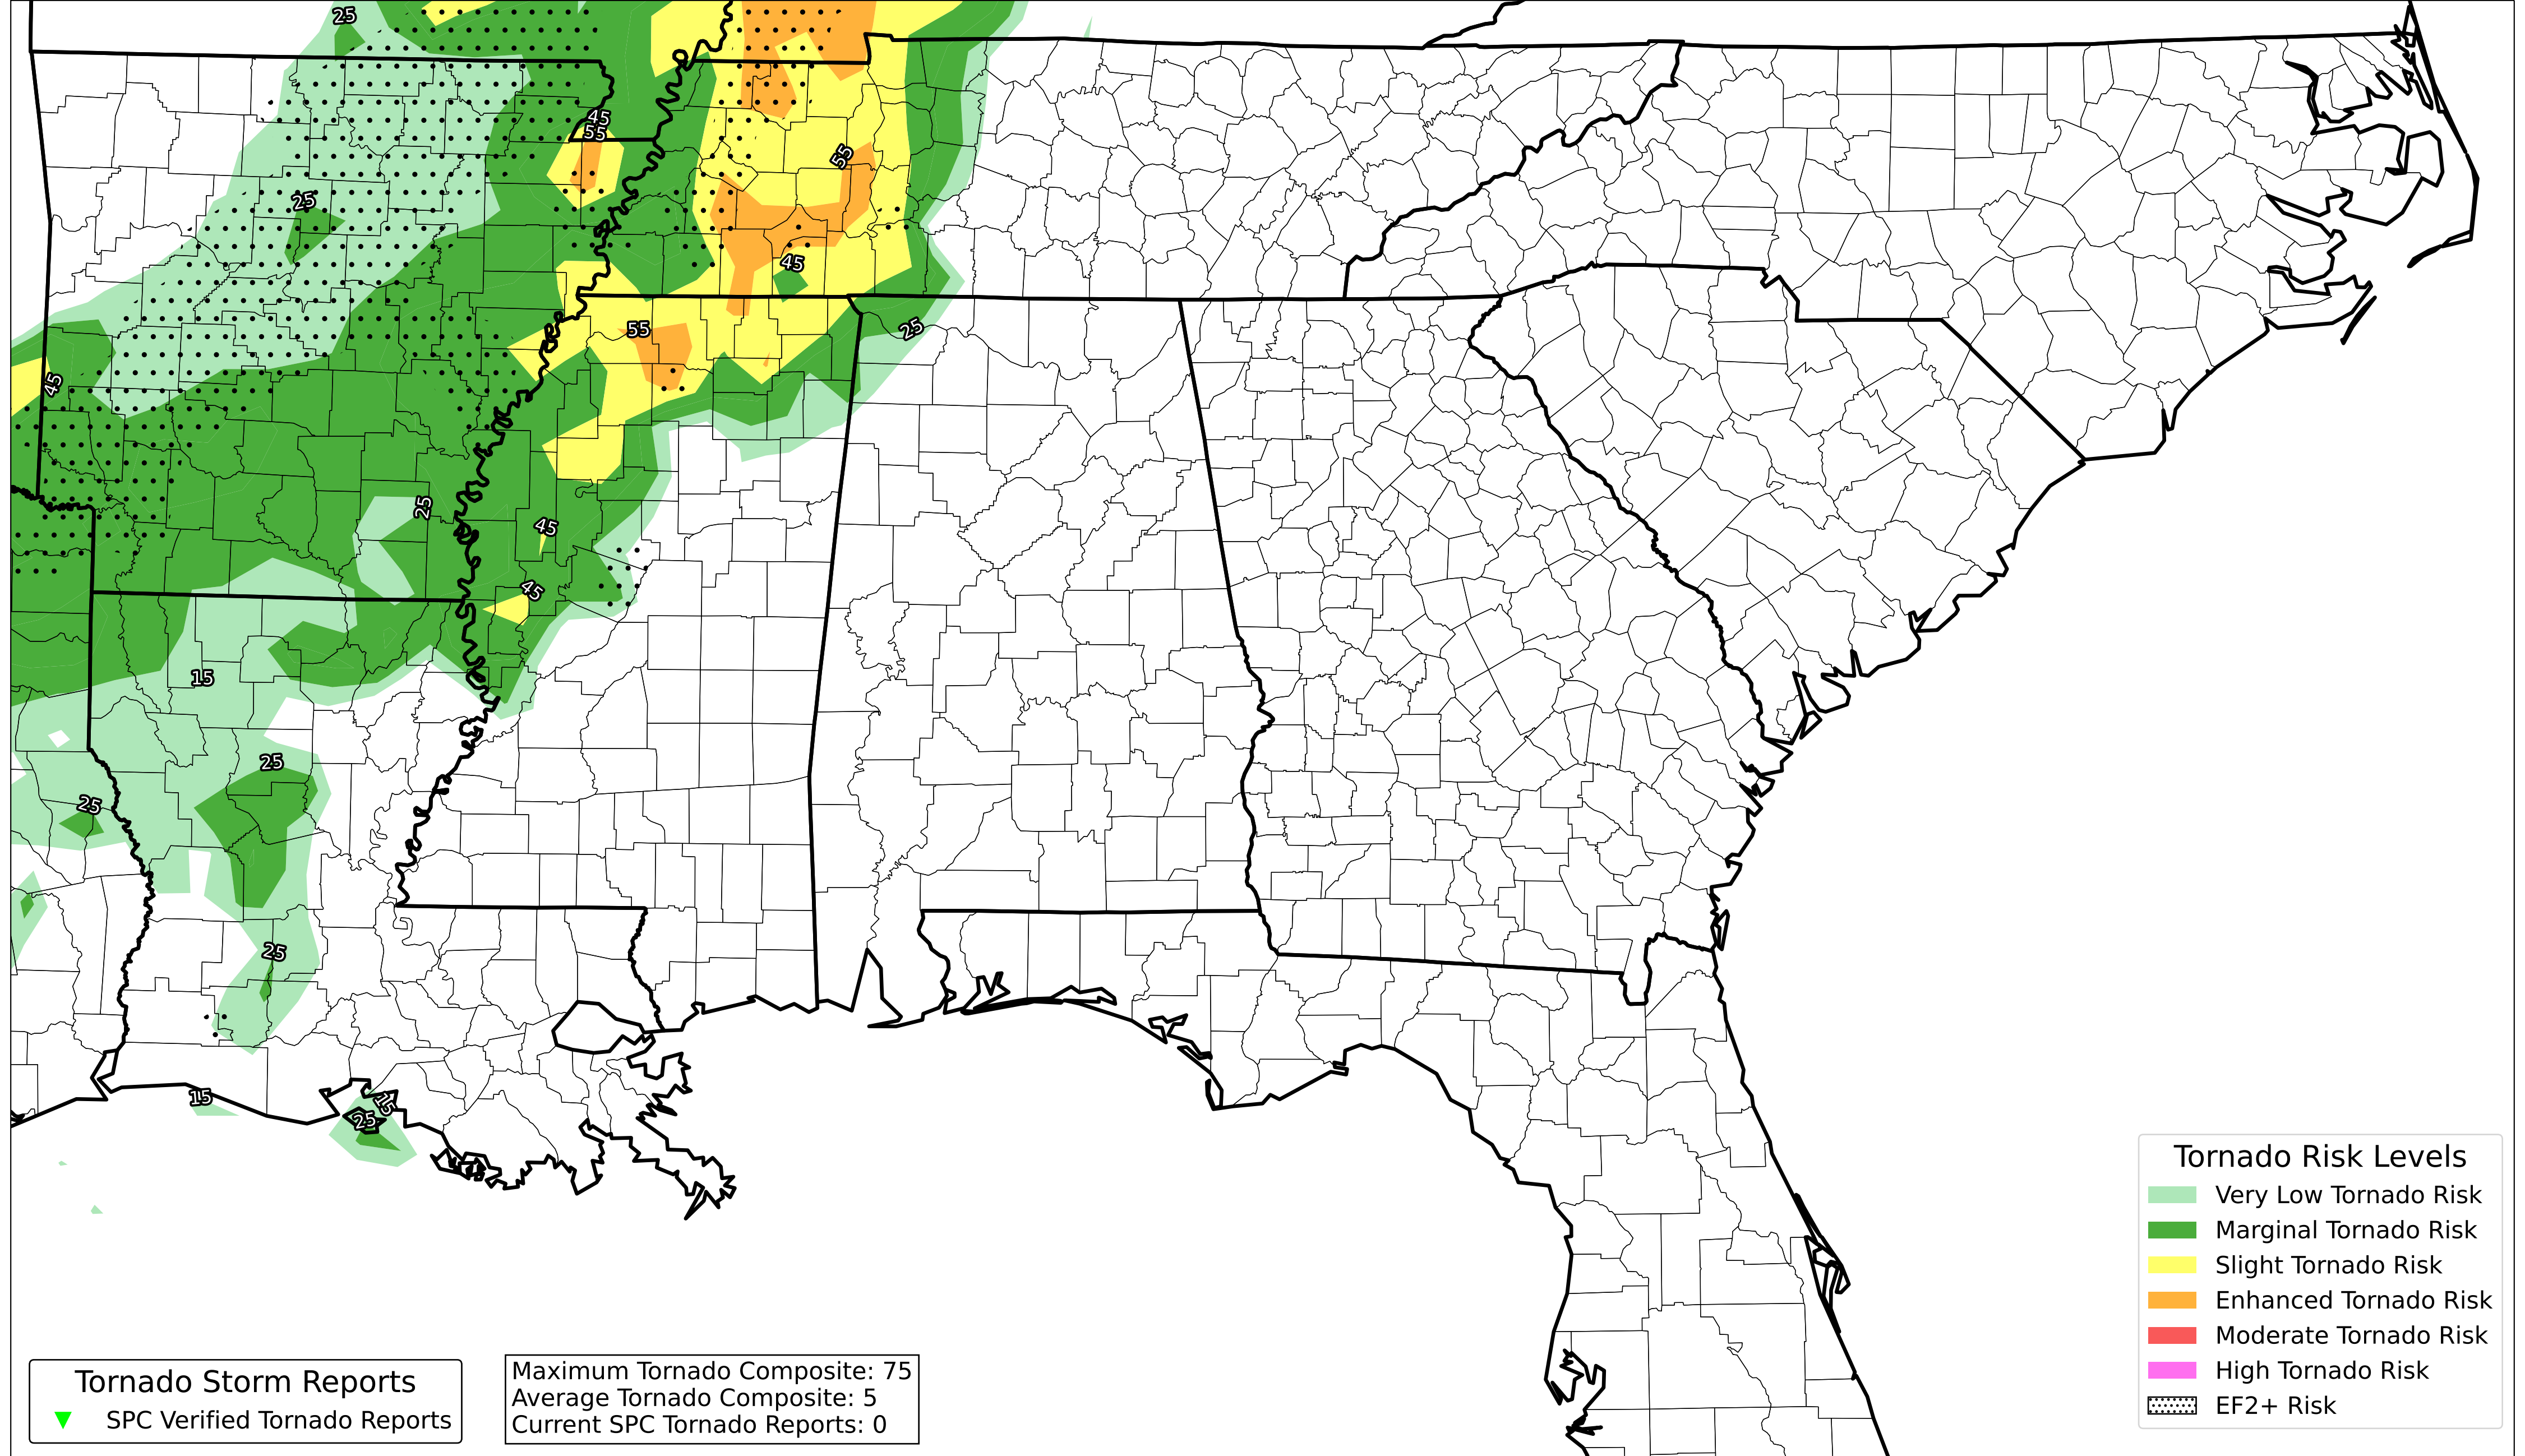 25
45
55
55
25
45
55
25
45
25
45
45
15
25
25
25
15
15
25
Tornado Risk Levels
Very Low Tornado Risk
Marginal Tornado Risk
Slight Tornado Risk
Enhanced Tornado Risk
Moderate Tornado Risk
High Tornado Risk
EF2+ Risk
Tornado Storm Reports
SPC Verified Tornado Reports
Maximum Tornado Composite: 75
Average Tornado Composite: 5
Current SPC Tornado Reports: 0